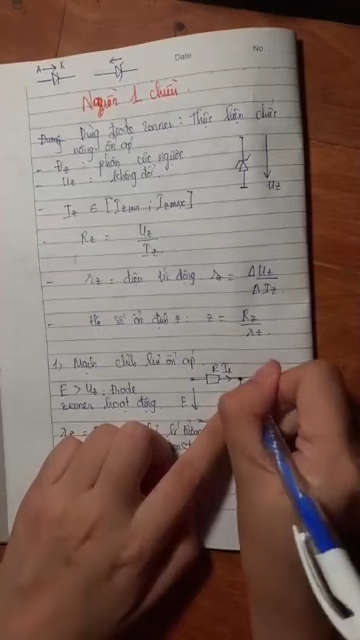 A K
Date No
Nguồn 1 chiều
Dùng diode zenner: thực hiện chức
năng ổn áp
- Dz: phân cực ngược
Uz: không đổi
Uz
- Iz ∈ [Izmin ; Izmax]
Rz = Uz / Iz
- rz = điện trở động rz = ΔUz / ΔIz
- Hệ số ổn định z: z = Rz / rz
1) Mạch chỉnh lưu ổn áp
R I1
E > Uz: Diode
E
zenner hoạt động